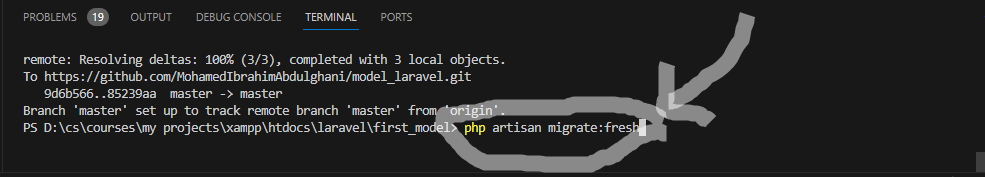 PROBLEMS 19 OUTPUT DEBUG CONSOLE TERMINAL PORTS
remote: Resolving deltas: 100% (3/3), completed with 3 local objects.
To https://github.com/MohamedIbrahimAbdulghani/model_laravel.git
   9d6b566..85239aa  master -> master
Branch 'master' set up to track remote branch 'master' from 'origin'.
PS D:\cs\courses\my projects\xampp\htdocs\laravel\first_model> php artisan migrate:fresh